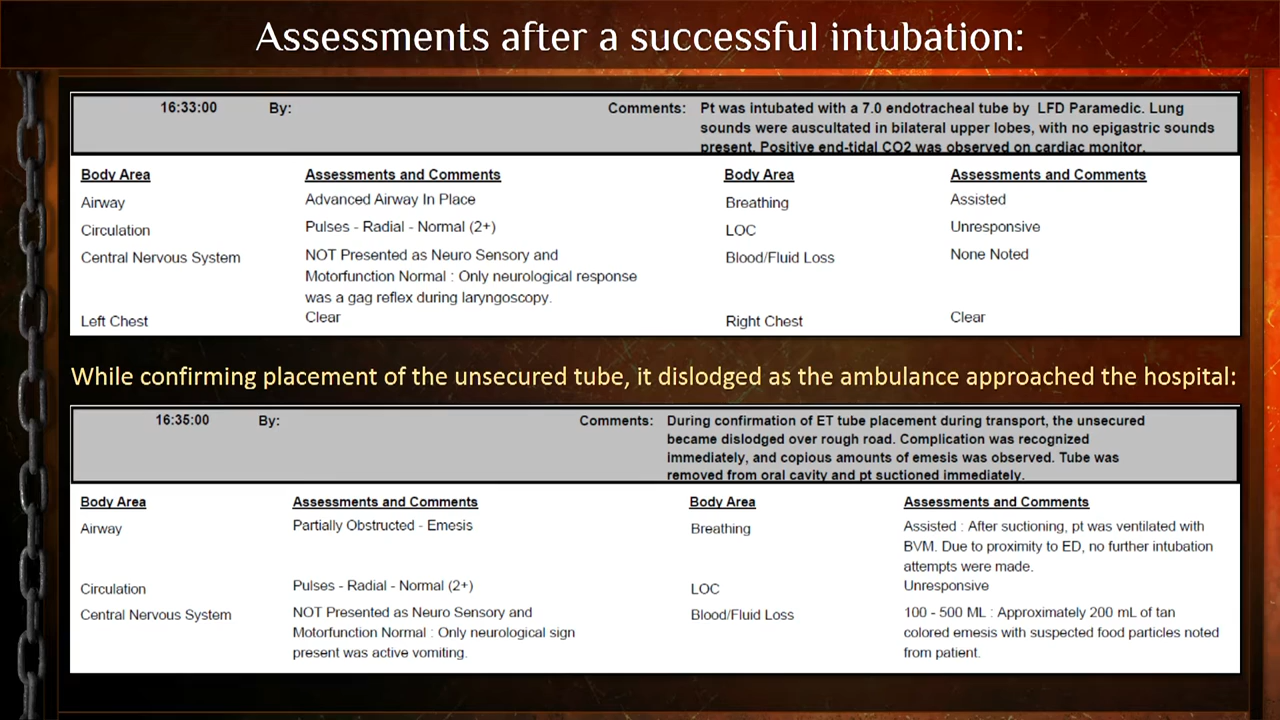 Assessments after a successful intubation:
16:33:00 By: Comments: Pt was intubated with a 7.0 endotracheal tube by LFD Paramedic. Lung
sounds were auscultated in bilateral upper lobes, with no epigastric sounds
present. Positive end-tidal CO2 was observed on cardiac monitor.
Body Area Assessments and Comments Body Area Assessments and Comments
Airway Advanced Airway In Place Breathing Assisted
Circulation Pulses - Radial - Normal (2+) LOC Unresponsive
Central Nervous System NOT Presented as Neuro Sensory and Blood/Fluid Loss None Noted
Motorfunction Normal : Only neurological response
was a gag reflex during laryngoscopy.
Left Chest Clear Right Chest Clear
While confirming placement of the unsecured tube, it dislodged as the ambulance approached the hospital:
16:35:00 By: Comments: During confirmation of ET tube placement during transport, the unsecured
became dislodged over rough road. Complication was recognized
immediately, and copious amounts of emesis was observed. Tube was
removed from oral cavity and pt suctioned immediately.
Body Area Assessments and Comments Body Area Assessments and Comments
Airway Partially Obstructed - Emesis Breathing Assisted : After suctioning, pt was ventilated with
BVM. Due to proximity to ED, no further intubation
attempts were made.
Circulation Pulses - Radial - Normal (2+) LOC Unresponsive
Central Nervous System NOT Presented as Neuro Sensory and Blood/Fluid Loss 100 - 500 ML : Approximately 200 mL of tan
Motorfunction Normal : Only neurological sign colored emesis with suspected food particles noted
present was active vomiting. from patient.